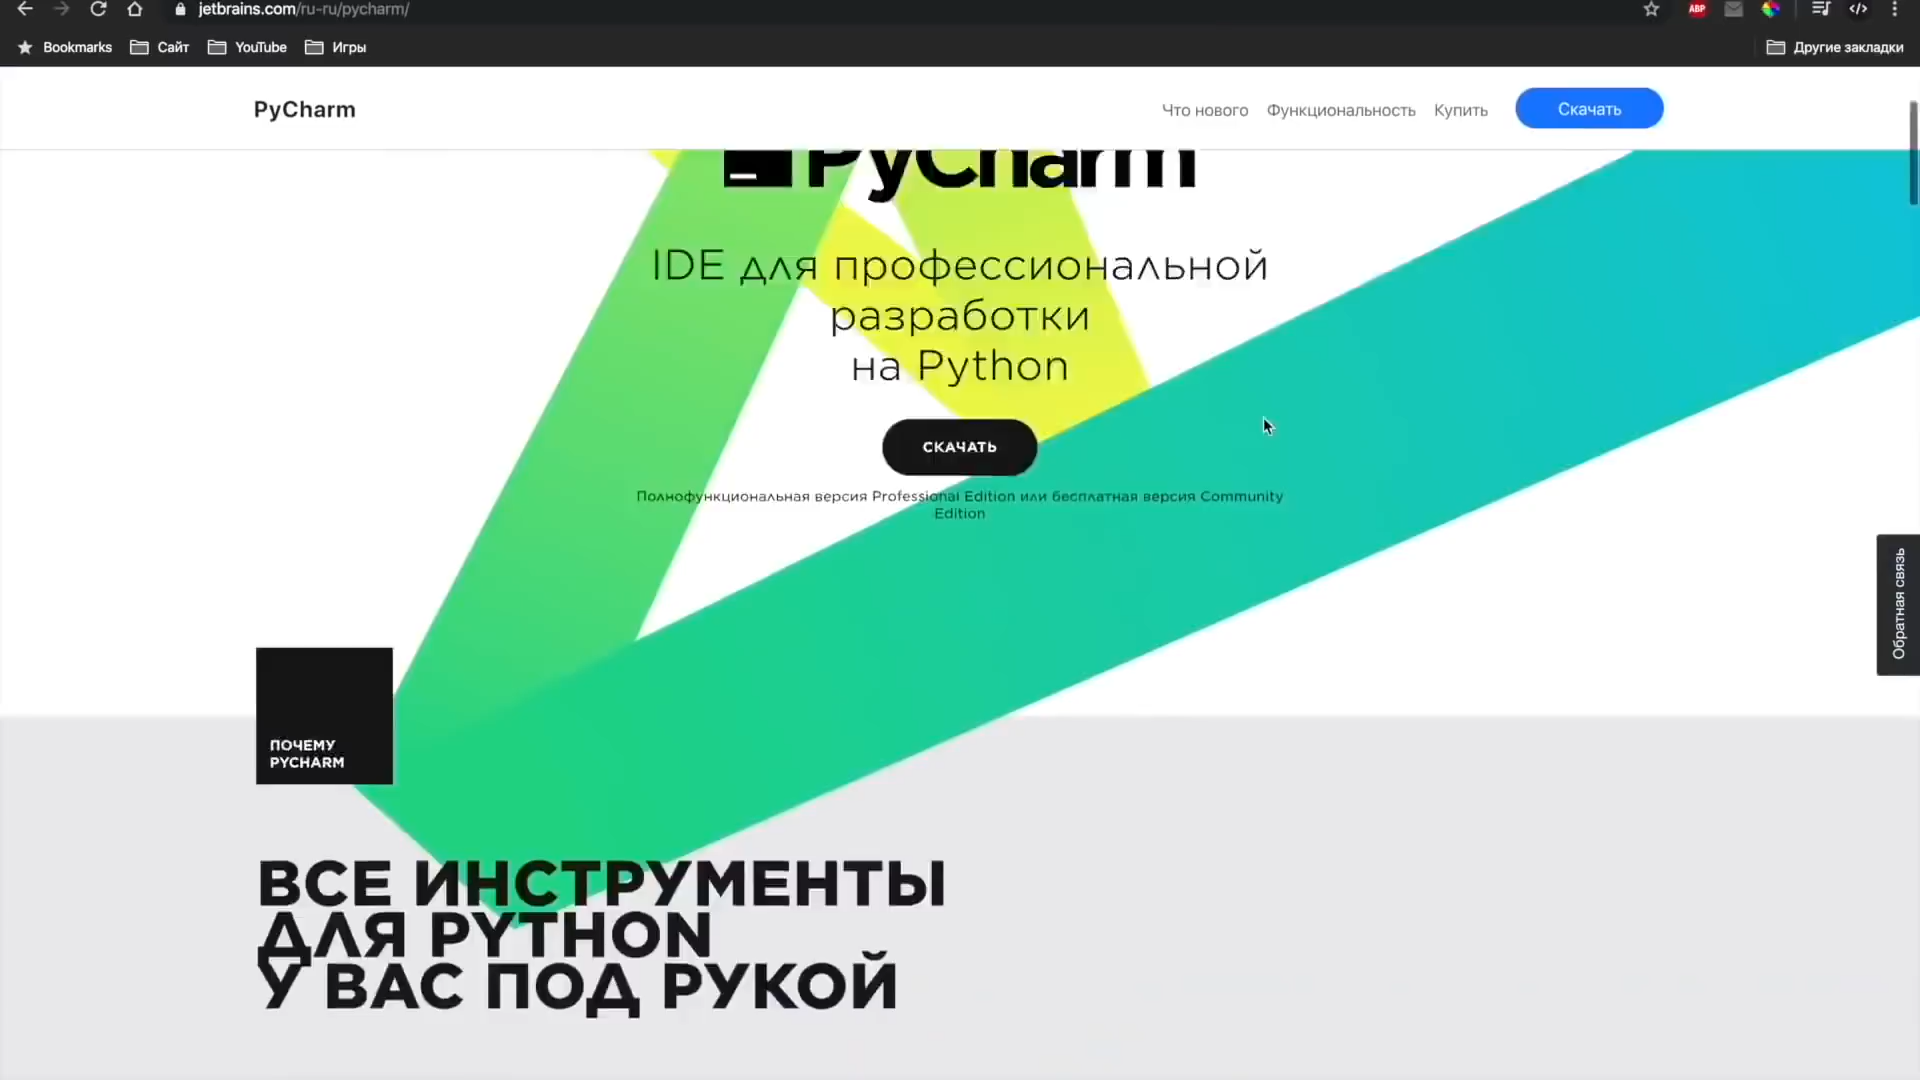 jetbrains.com/ru-ru/pycharm/
ABP
Bookmarks Сайт YouTube Игры Другие закладки
PyCharm Что нового Функциональность Купить Скачать
PyCharm
IDE для профессиональной
разработки
на Python
СКАЧАТЬ
Полнофункциональная версия Professional Edition или бесплатная версия Community
Edition
Обратная связь
ПОЧЕМУ
PYCHARM
ВСЕ ИНСТРУМЕНТЫ
ДЛЯ PYTHON
У ВАС ПОД РУКОЙ